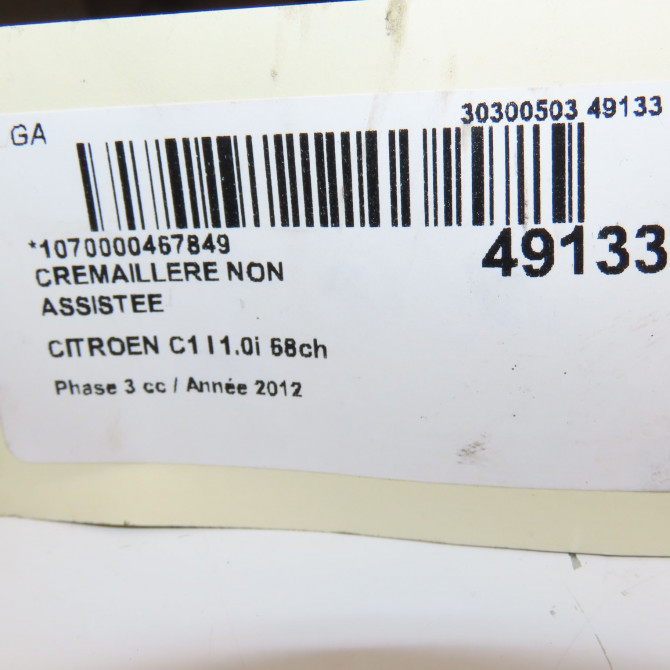 GA
30300503 49133
*1070000467849
49133
CREMAILLERE NON
ASSISTEE
CITROEN C1 I 1.0i 68ch
Phase 3 cc / Année 2012